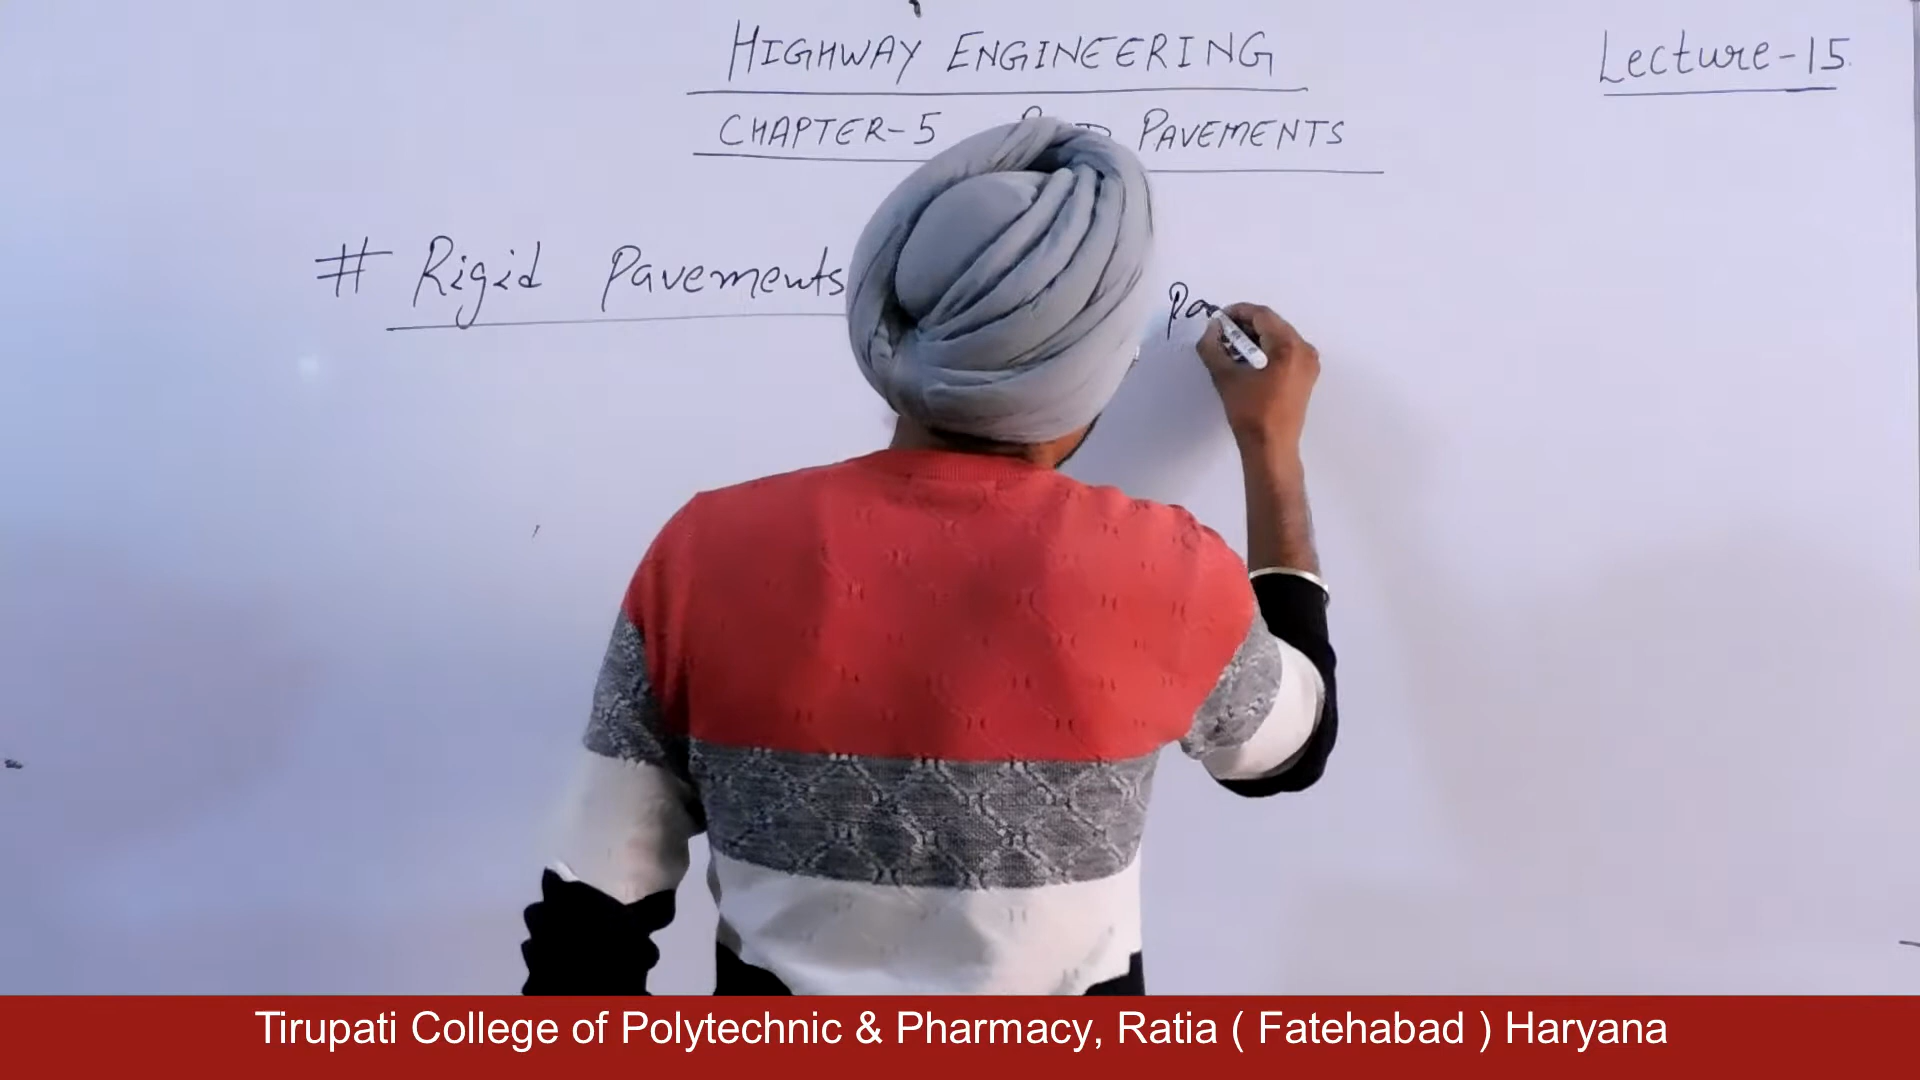 HIGHWAY ENGINEERING
Lecture-15
CHAPTER-5 PAVEMENTS
# Rigid Pavements
Tirupati College of Polytechnic & Pharmacy, Ratia ( Fatehabad ) Haryana